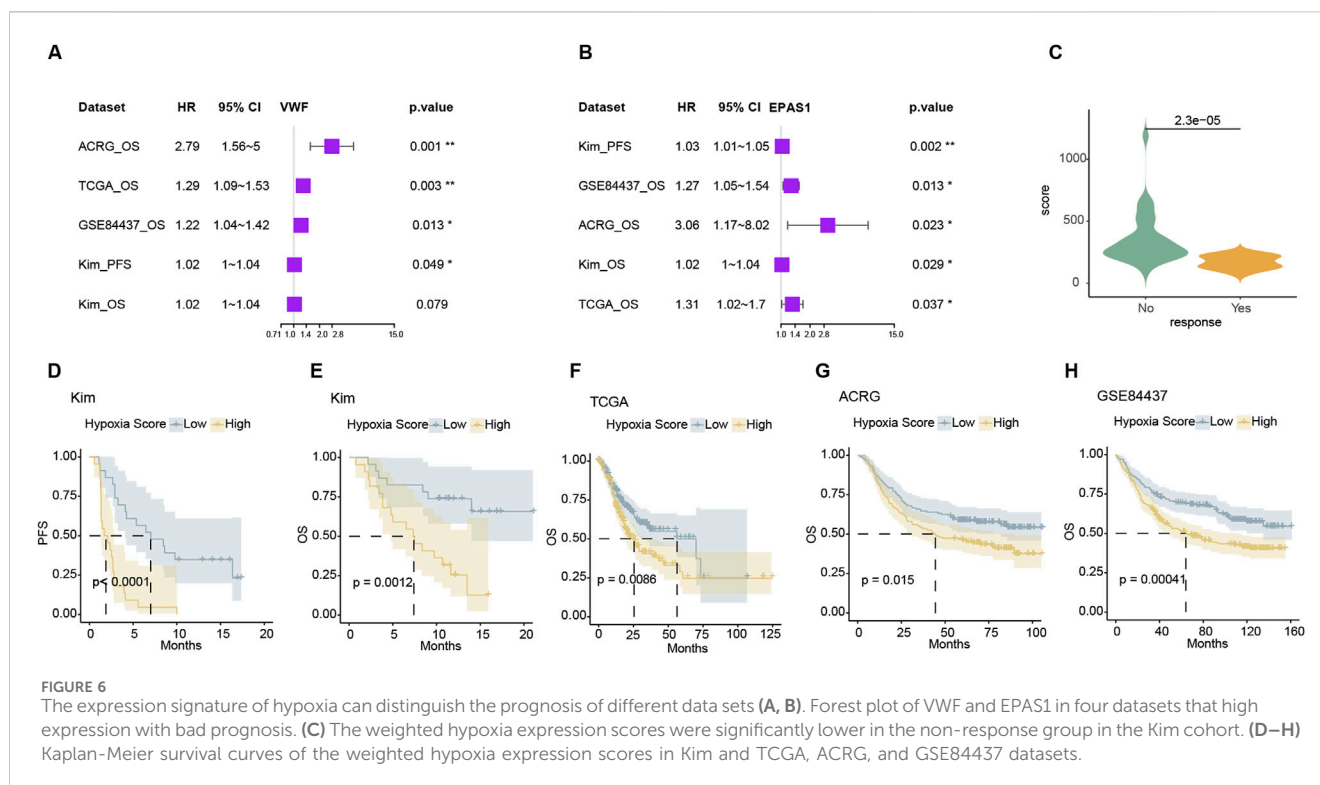 A
Dataset HR 95% CI VWF p.value
ACRG_OS 2.79 1.56~5 0.001 **
TCGA_OS 1.29 1.09~1.53 0.003 **
GSE84437_OS 1.22 1.04~1.42 0.013 *
Kim_PFS 1.02 1~1.04 0.049 *
Kim_OS 1.02 1~1.04 0.079
0.71 1.0 1.4 2.0 2.8 15.0
B
Dataset HR 95% CI EPAS1 p.value
Kim_PFS 1.03 1.01~1.05 0.002 **
GSE84437_OS 1.27 1.05~1.54 0.013 *
ACRG_OS 3.06 1.17~8.02 0.023 *
Kim_OS 1.02 1~1.04 0.029 *
TCGA_OS 1.31 1.02~1.7 0.037 *
1.0 1.4 2.0 2.8 15.0
C
2.3e−05
1000
500
0
score
No Yes
response
D
Kim
Hypoxia Score Low High
1.00
0.75
0.50
0.25
0.00
PFS
p< 0.0001
0 5 10 15 20
Months
E
Kim
Hypoxia Score Low High
1.00
0.75
0.50
0.25
0.00
OS
p = 0.0012
0 5 10 15 20
Months
F
TCGA
Hypoxia Score Low High
1.00
0.75
0.50
0.25
0.00
OS
p = 0.0086
0 25 50 75 100 125
Months
G
ACRG
Hypoxia Score Low High
1.00
0.75
0.50
0.25
0.00
OS
p = 0.015
0 25 50 75 100
Months
H
GSE84437
Hypoxia Score Low High
1.00
0.75
0.50
0.25
0.00
OS
p = 0.00041
0 40 80 120 160
Months
FIGURE 6
The expression signature of hypoxia can distinguish the prognosis of different data sets (A, B). Forest plot of VWF and EPAS1 in four datasets that high
expression with bad prognosis. (C) The weighted hypoxia expression scores were significantly lower in the non-response group in the Kim cohort. (D–H)
Kaplan-Meier survival curves of the weighted hypoxia expression scores in Kim and TCGA, ACRG, and GSE84437 datasets.